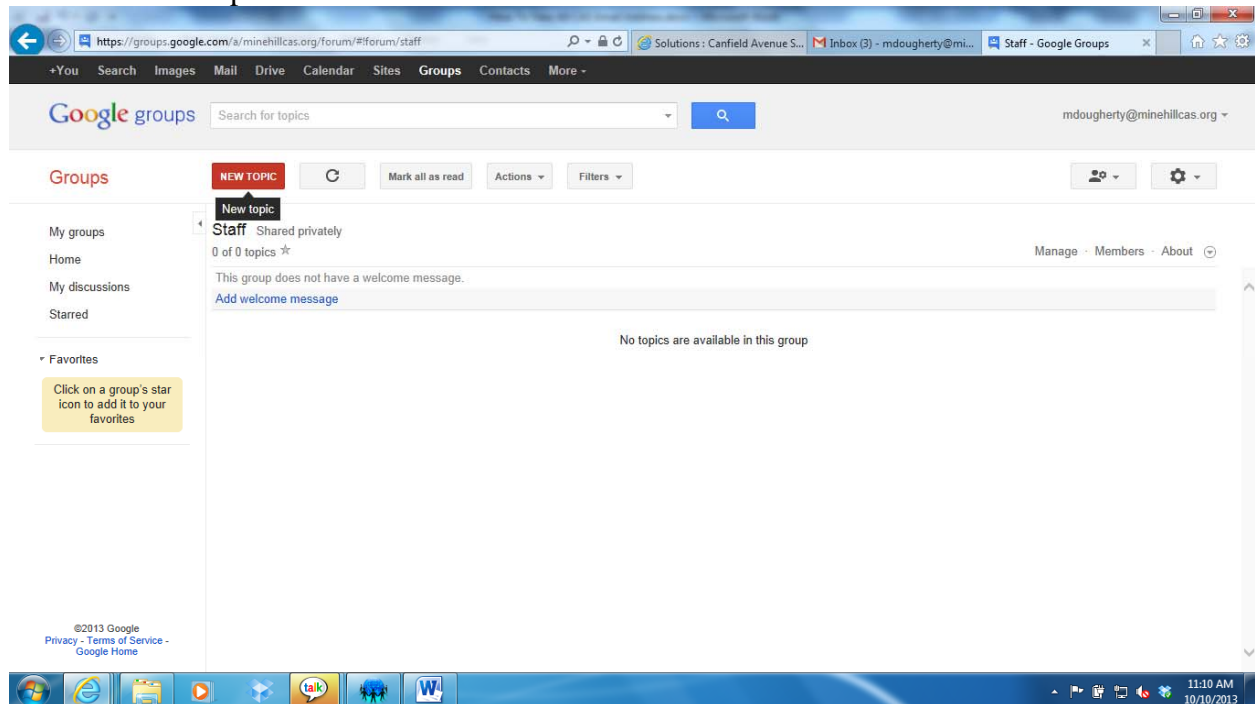 https://groups.google.com/a/minehillcas.org/forum/#!forum/staff
Solutions : Canfield Avenue S...
Inbox (3) - mdougherty@mi...
Staff - Google Groups
+You Search Images Mail Drive Calendar Sites Groups Contacts More
Google groups
Search for topics
mdougherty@minehillcas.org
Groups
NEW TOPIC
Mark all as read
Actions
Filters
New topic
My groups
Home
My discussions
Starred
Favorites
Click on a group's star
icon to add it to your
favorites
Staff Shared privately
0 of 0 topics
Manage · Members · About
This group does not have a welcome message.
Add welcome message
No topics are available in this group
©2013 Google
Privacy - Terms of Service -
Google Home
talk
W
11:10 AM
10/10/2013